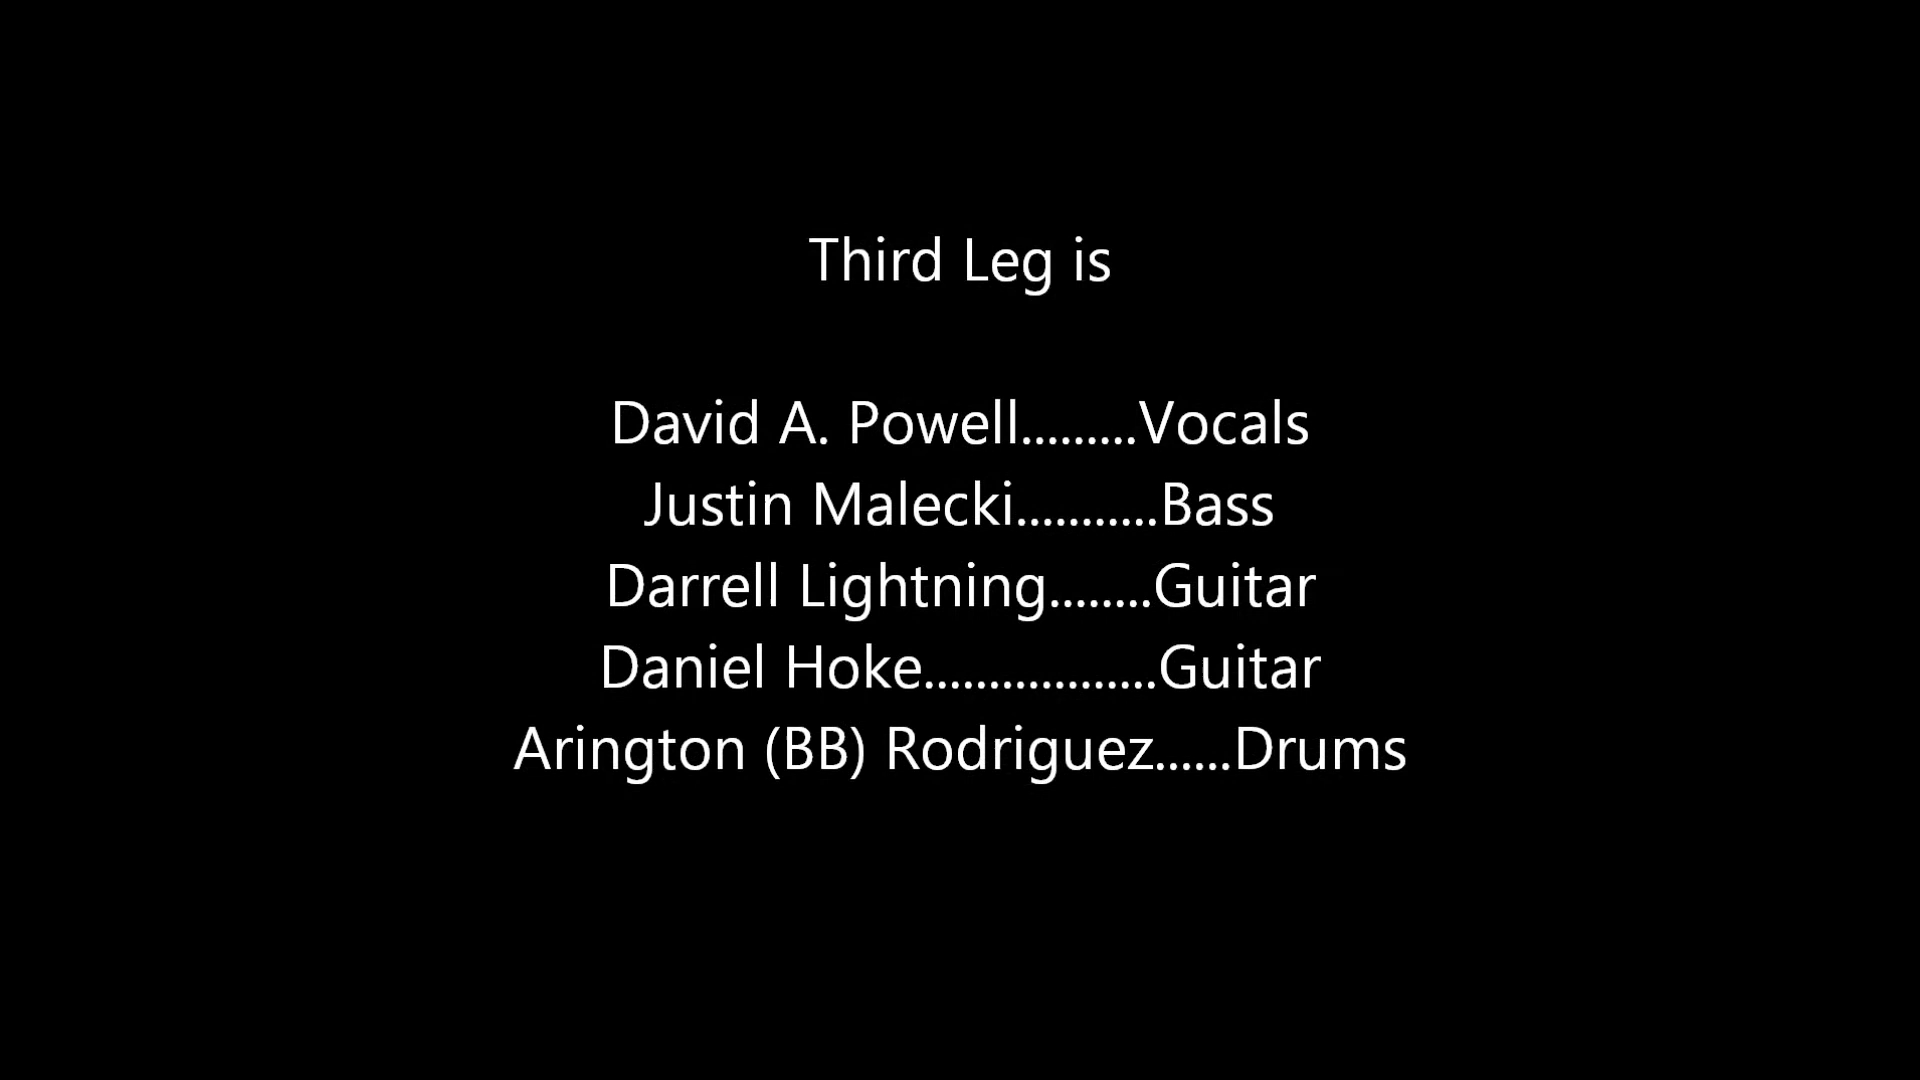 Third Leg is
David A. Powell.........Vocals
Justin Malecki...........Bass
Darrell Lightning........Guitar
Daniel Hoke..................Guitar
Arington (BB) Rodriguez......Drums